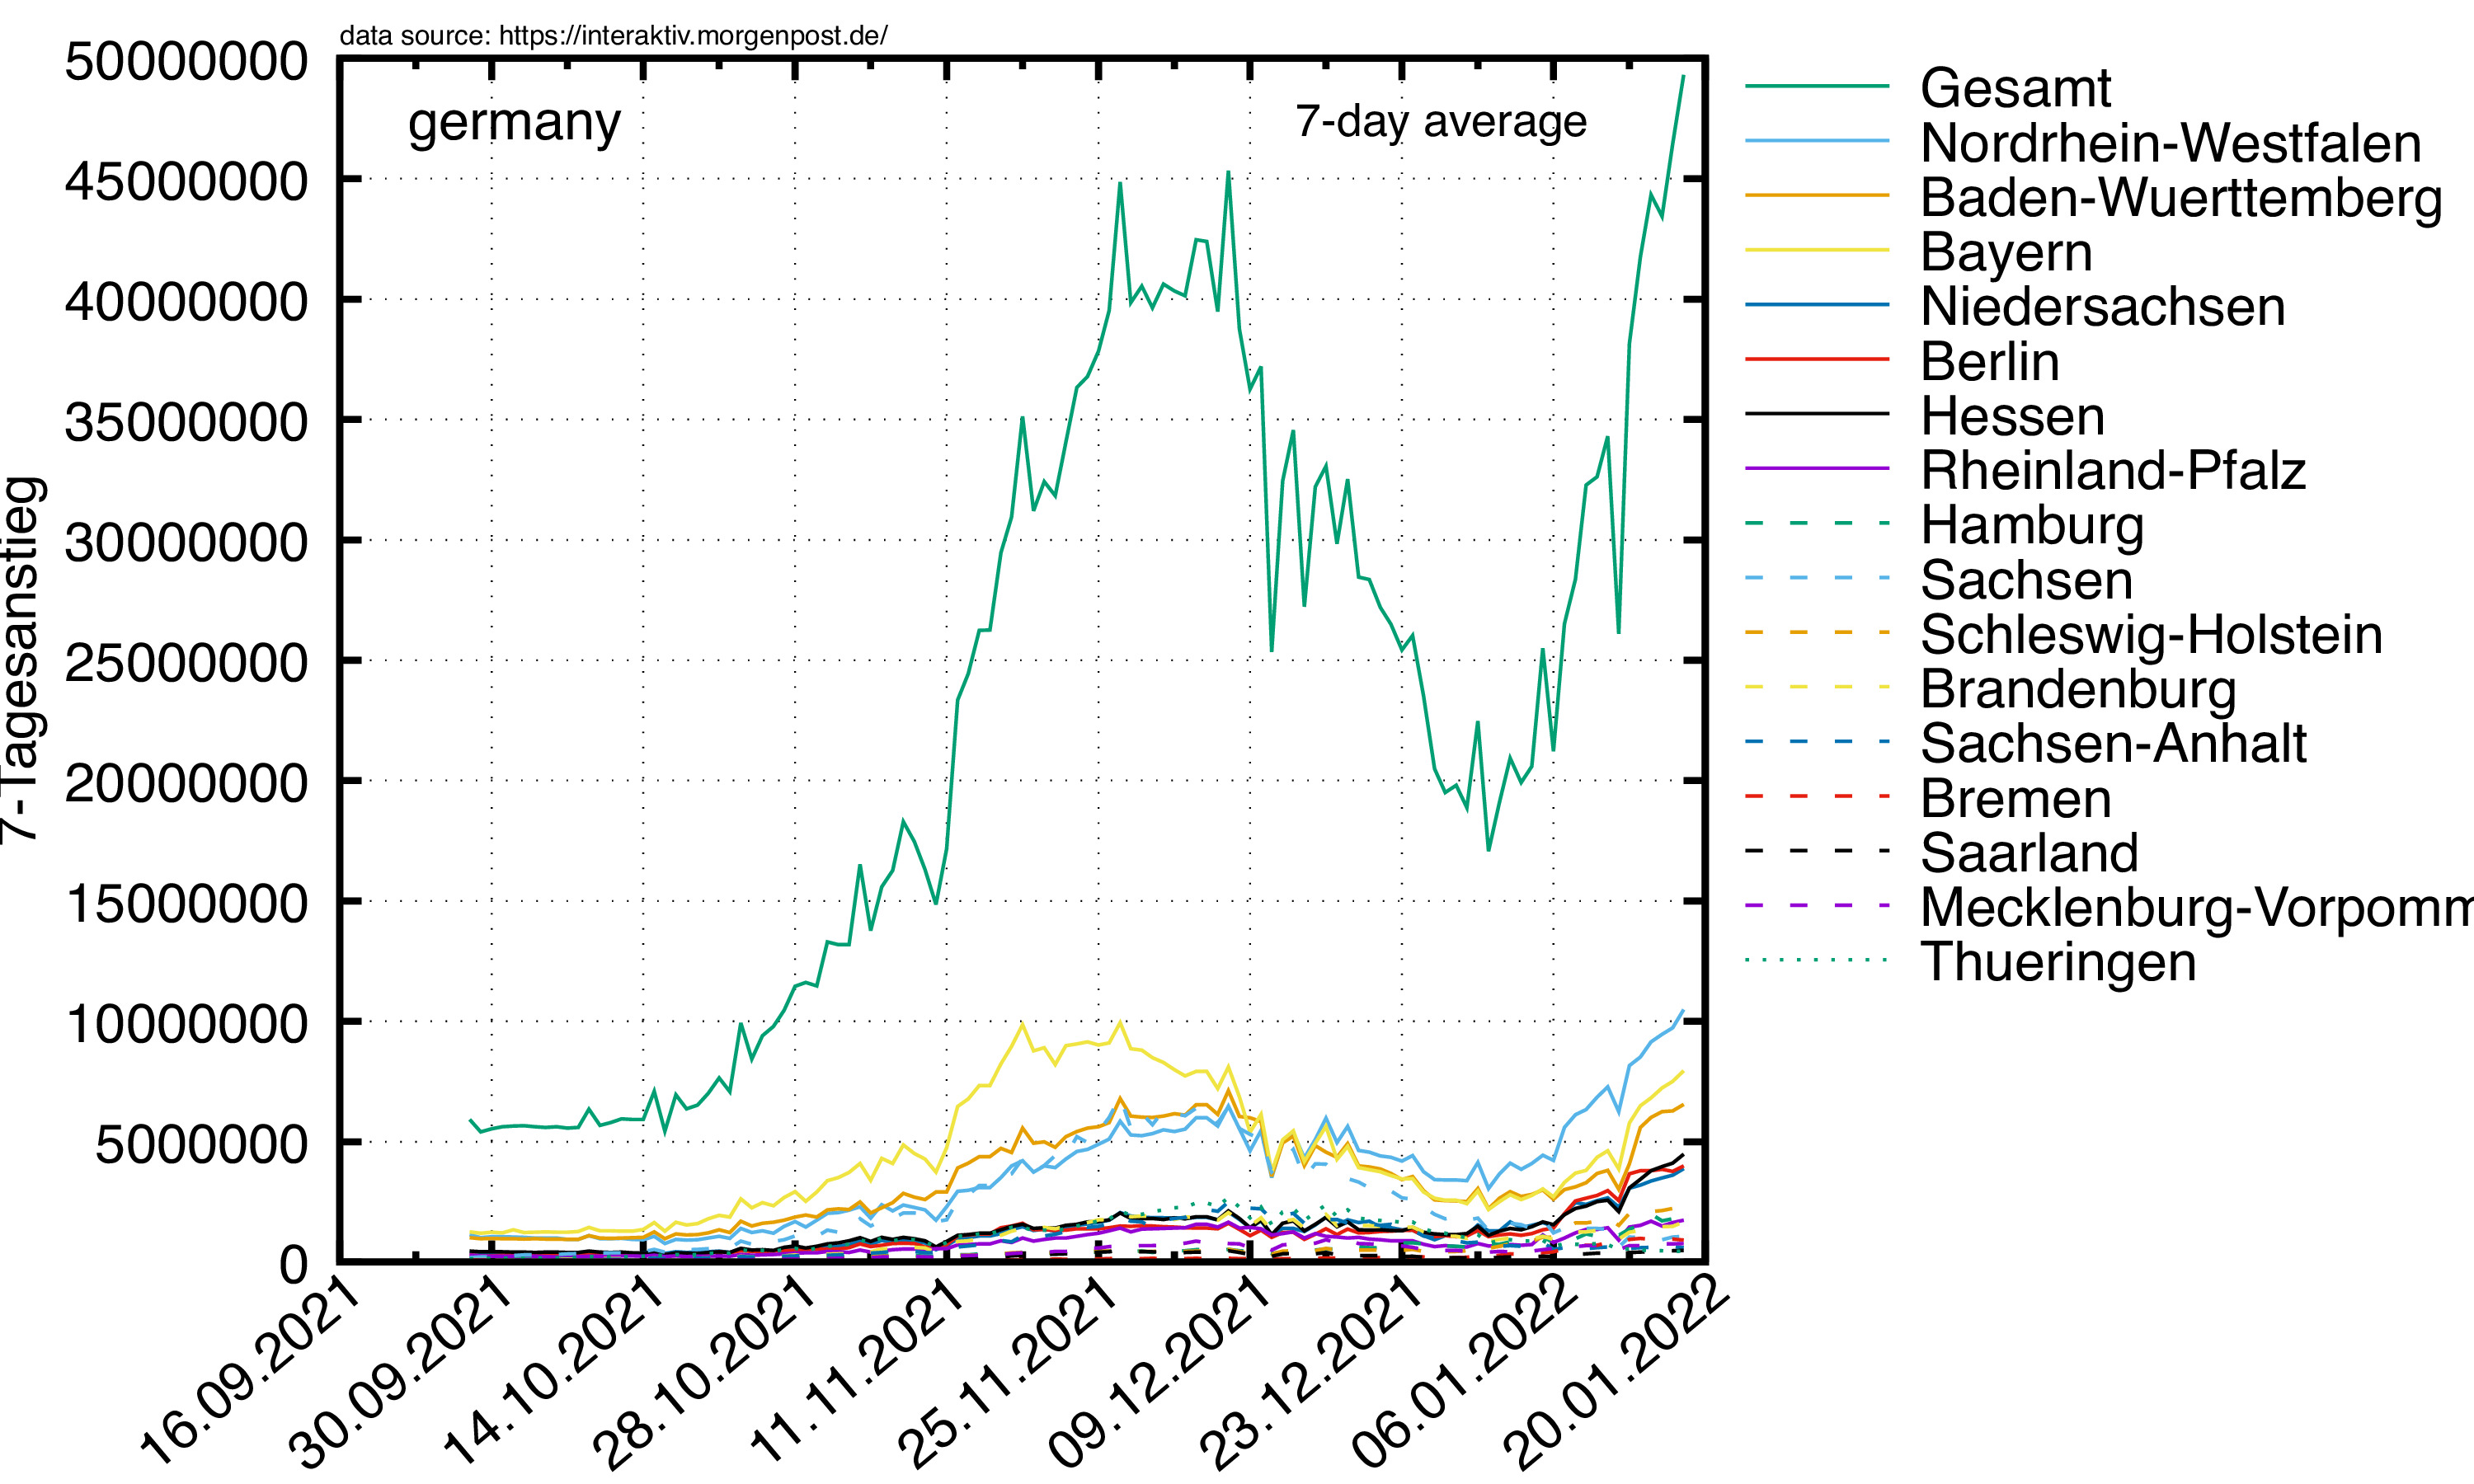 data source: https://interaktiv.morgenpost.de/
germany
7-day average
7-Tagesanstieg
50000000
45000000
40000000
35000000
30000000
25000000
20000000
15000000
10000000
5000000
0
16.09.2021
30.09.2021
14.10.2021
28.10.2021
11.11.2021
25.11.2021
09.12.2021
23.12.2021
06.01.2022
20.01.2022
Gesamt
Nordrhein-Westfalen
Baden-Wuerttemberg
Bayern
Niedersachsen
Berlin
Hessen
Rheinland-Pfalz
Hamburg
Sachsen
Schleswig-Holstein
Brandenburg
Sachsen-Anhalt
Bremen
Saarland
Mecklenburg-Vorpomm
Thueringen